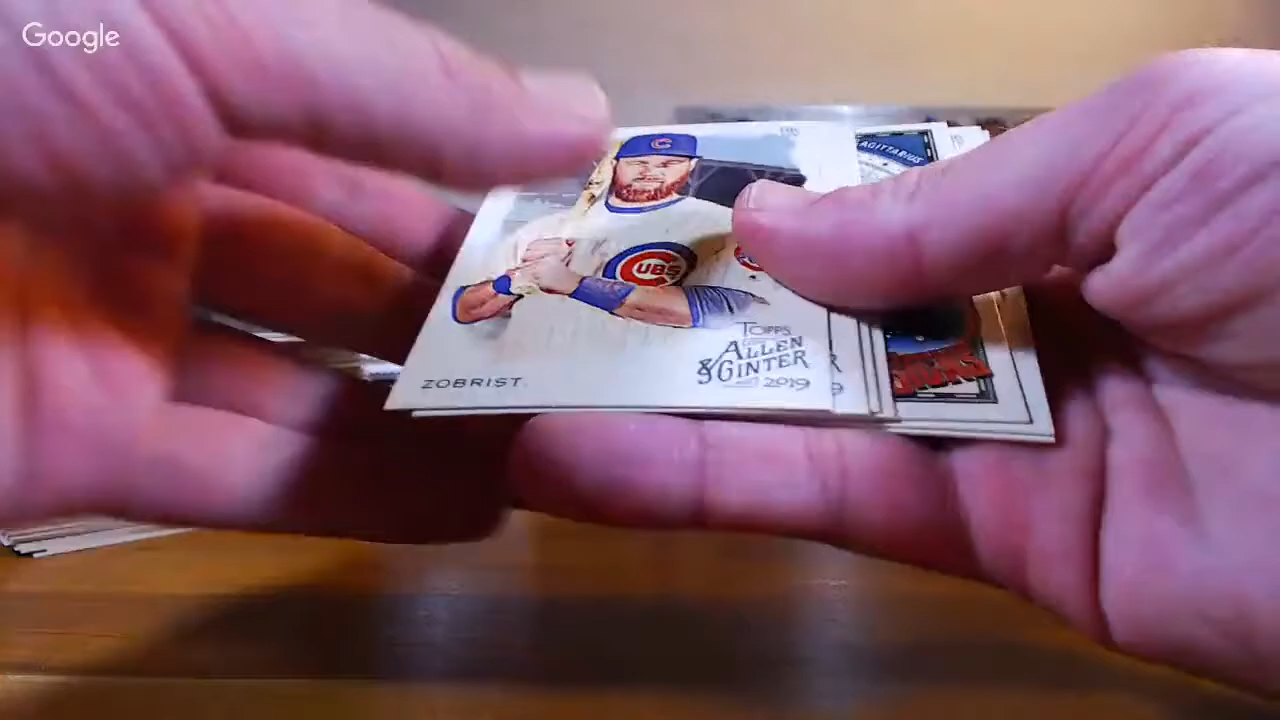 Google
SAGITTARIUS
C
CUBS
TOPPS
ALLEN
& GINTER
ZOBRIST
2019